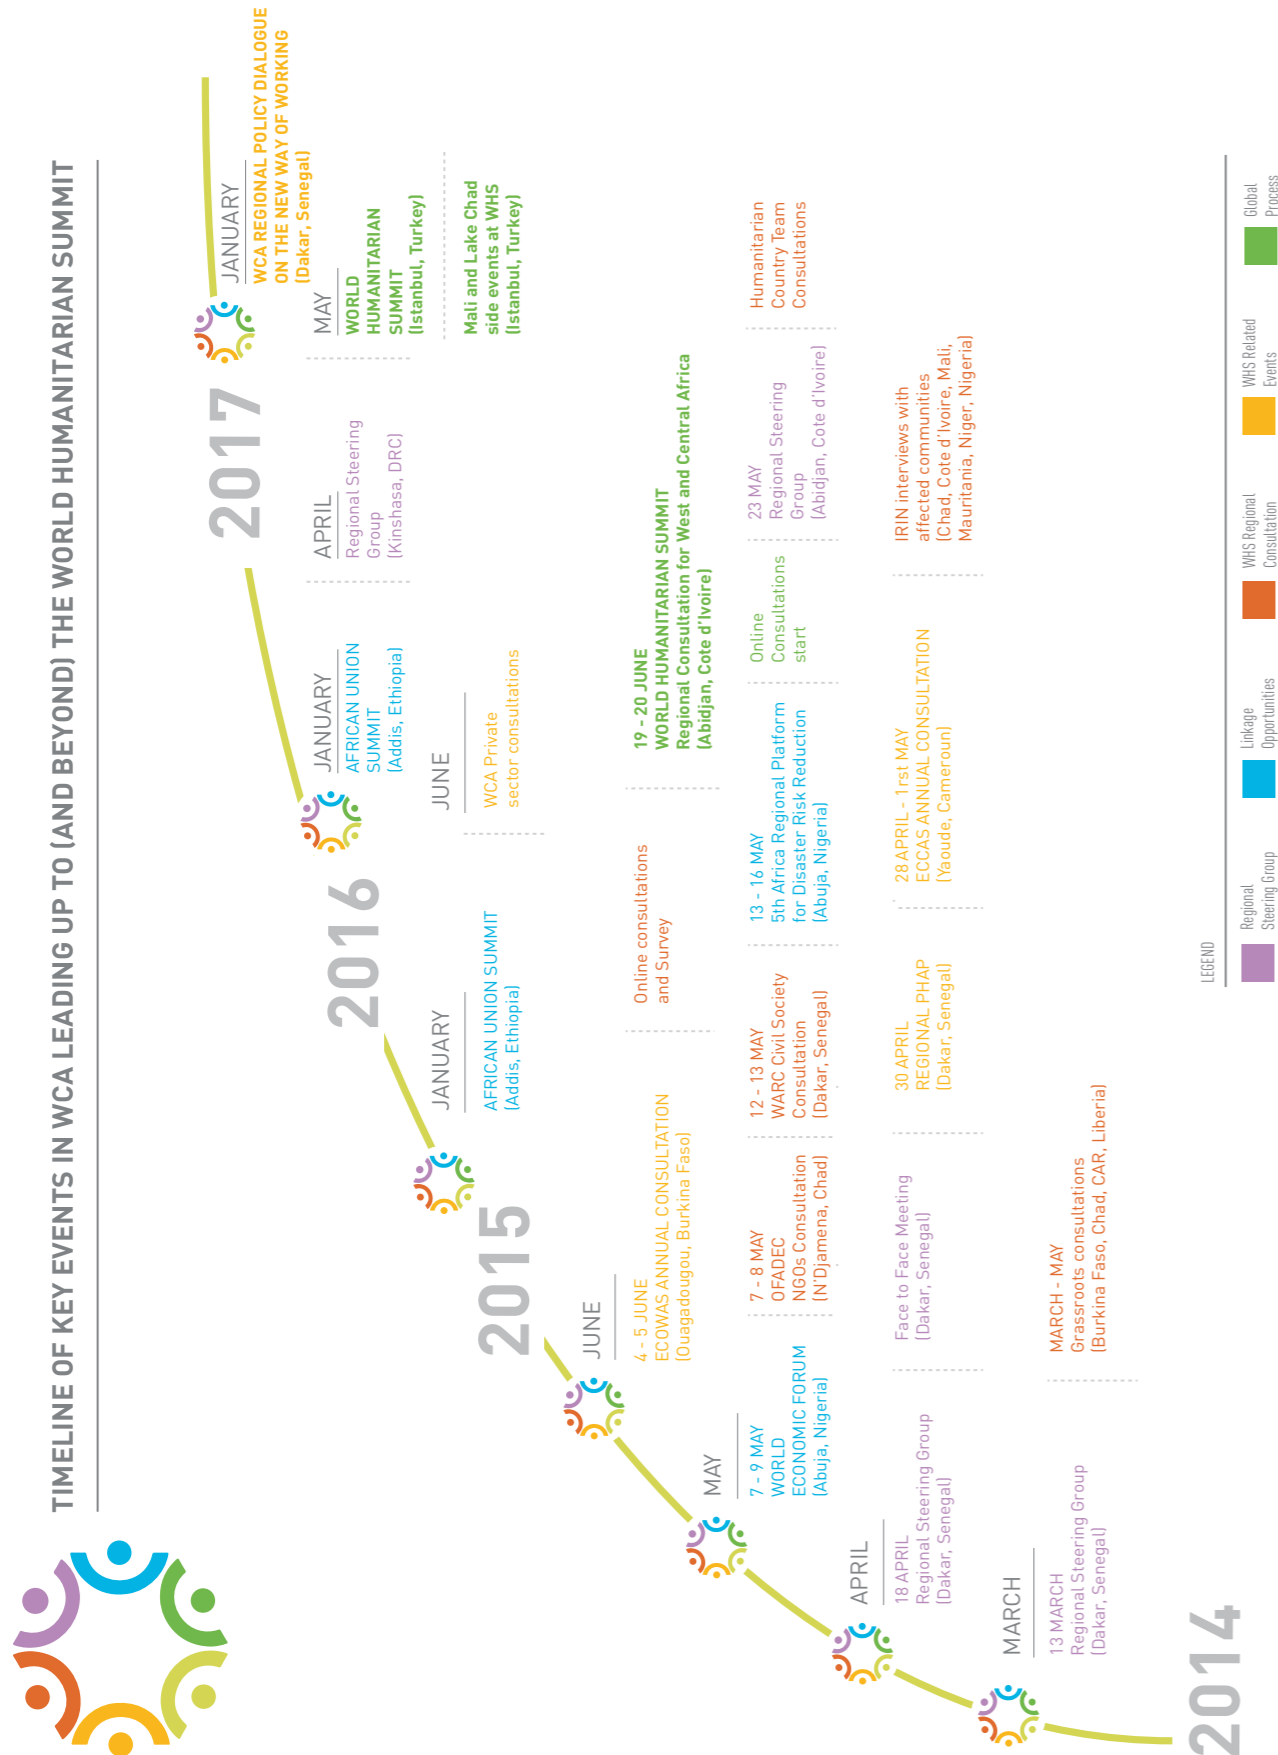 TIMELINE OF KEY EVENTS IN WCA LEADING UP TO (AND BEYOND) THE WORLD HUMANITARIAN SUMMIT
2017
JANUARY
WCA REGIONAL POLICY DIALOGUE
ON THE NEW WAY OF WORKING
(Dakar, Senegal)
2016
JANUARY
AFRICAN UNION
SUMMIT
(Addis, Ethiopia)
APRIL
Regional Steering
Group
(Kinshasa, DRC)
MAY
WORLD
HUMANITARIAN
SUMMIT
(Istanbul, Turkey)
Mali and Lake Chad
side events at WHS
(Istanbul, Turkey)
2015
JANUARY
AFRICAN UNION SUMMIT
(Addis, Ethiopia)
JUNE
WCA Private
sector consultations
JUNE
4 - 5 JUNE
ECOWAS ANNUAL CONSULTATION
(Ouagadougou, Burkina Faso)
Online consultations
and Survey
19 - 20 JUNE
WORLD HUMANITARIAN SUMMIT
Regional Consultation for West and Central Africa
(Abidjan, Cote d'Ivoire)
MAY
7 - 9 MAY
WORLD
ECONOMIC FORUM
(Abuja, Nigeria)
7 - 8 MAY
OFADEC
NGOs Consultation
(N'Djamena, Chad)
12 - 13 MAY
WARC Civil Society
Consultation
(Dakar, Senegal)
13 - 16 MAY
5th Africa Regional Platform
for Disaster Risk Reduction
(Abuja, Nigeria)
Online
Consultations
start
23 MAY
Regional Steering
Group
(Abidjan, Cote d'Ivoire)
Humanitarian
Country Team
Consultations
APRIL
18 APRIL
Regional Steering Group
(Dakar, Senegal)
Face to Face Meeting
(Dakar, Senegal)
30 APRIL
REGIONAL PHAP
(Dakar, Senegal)
28 APRIL - 1rst MAY
ECCAS ANNUAL CONSULTATION
(Yaoude, Cameroun)
IRIN interviews with
affected communities
(Chad, Cote d'Ivoire, Mali,
Mauritania, Niger, Nigeria)
MARCH
13 MARCH
Regional Steering Group
(Dakar, Senegal)
MARCH - MAY
Grassroots consultations
(Burkina Faso, Chad, CAR, Liberia)
2014
LEGEND
Regional
Steering Group
Linkage
Opportunities
WHS Regional
Consultation
WHS Related
Events
Global
Process